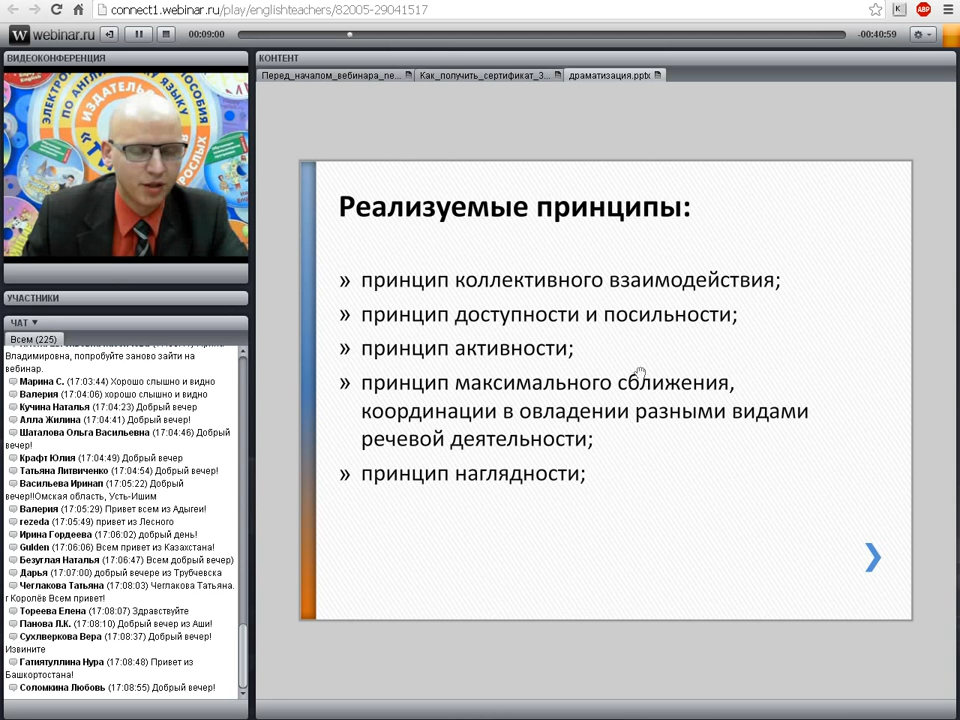 connect1.webinar.ru/play/englishteachers/82005-29041517
W webinar.ru
00:09:00
-00:40:59
ВИДЕОКОНФЕРЕНЦИЯ
ЭЛЕКТРО
ПОСОБИЯ
ПО АНГЛИ
ЯЗЫКУ
ИЗДАТЕЛЬ
УЧАСТНИКИ
ЧАТ
Всем (225)
Владимировна, попробуйте заново зайти на
вебинар.
Марина С. (17:03:44) Хорошо слышно и видно
Валерия (17:04:06) хорошо слышно и видно
Кучина Наталья (17:04:23) Добрый вечер
Алла Жилина (17:04:41) Добрый вечер!
Шаталова Ольга Васильевна (17:04:46) Добрый
вечер!
Крафт Юлия (17:04:49) Добрый вечер
Татьяна Литвиченко (17:04:54) Добрый вечер!
Васильева Иринап (17:05:22) Добрый
вечер!!Омская область, Усть-Ишим
Валерия (17:05:29) Привет всем из Адыгеи!
rezeda (17:05:49) привет из Лесного
Ирина Гордеева (17:06:02) добрый день!
Gulden (17:06:06) Всем привет из Казахстана!
Безуглая Наталья (17:06:47) Всем добрый вечер)
Дарья (17:07:00) добрый вечере из Трубчевска
Чеглакова Татьяна (17:08:03) Чеглакова Татьяна.
г Королёв Всем привет!
Тореева Елена (17:08:07) Здравствуйте
Панова Л.К. (17:08:10) Добрый вечер из Аши!
Сухлверкова Вера (17:08:37) Добрый вечер!
Извините
Гатиятуллина Нура (17:08:48) Привет из
Башкортостана!
Соломкина Любовь (17:08:55) Добрый вечер!
КОНТЕНТ
Перед_началом_вебинара_пе...
Как_получить_сертификат_3...
драматизация.pptx
Реализуемые принципы:
» принцип коллективного взаимодействия;
» принцип доступности и посильности;
» принцип активности;
» принцип максимального сближения,
координации в овладении разными видами
речевой деятельности;
» принцип наглядности;